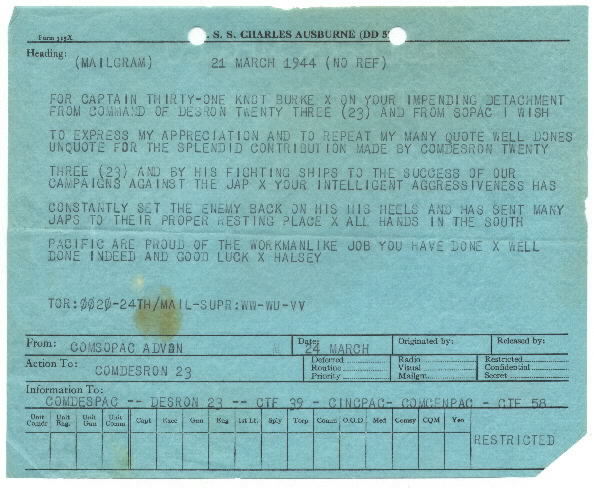 Form 315X
. S. S. CHARLES AUSBURNE (DD 5
Heading:
(MAILGRAM) 21 MARCH 1944 (NO REF)
FOR CAPTAIN THIRTY-ONE KNOT BURKE X ON YOUR IMPENDING DETACHMENT
FROM COMMAND OF DESRON TWENTY THREE (23) AND FROM SOPAC I WISH
TO EXPRESS MY APPRECIATION AND TO REPEAT MY MANY QUOTE WELL DONES
UNQUOTE FOR THE SPLENDID CONTRIBUTION MADE BY COMDESRON TWENTY
THREE (23) AND BY HIS FIGHTING SHIPS TO THE SUCCESS OF OUR
CAMPAIGNS AGAINST THE JAP X YOUR INTELLIGENT AGGRESSIVENESS HAS
CONSTANTLY SET THE ENEMY BACK ON HIS HIS HEELS AND HAS SENT MANY
JAPS TO THEIR PROPER RESTING PLACE X ALL HANDS IN THE SOUTH
PACIFIC ARE PROUD OF THE WORKMANLIKE JOB YOU HAVE DONE X WELL
DONE INDEED AND GOOD LUCK X HALSEY
TOR:0020-24TH/MAIL-SUPR:WW-WU-VV
From: COMSOPAC ADVON Date: 24 MARCH Originated by: Released by:
Action To: COMDESRON 23
Deferred Radio Restricted
Routine Visual Confidential
Priority Mailgm. Secret
Information To:
COMDESPAC -- DESRON 23 -- CTF 39 - CINCPAC- COMCENPAC - CTF 58
Unit Comdr Unit Eng. Unit Gun Unit Comm Capt Exec Gun Eng 1st Lt. Sply Torp Comm O.O.D Med Comsy CQM Yeo
RESTRICTED